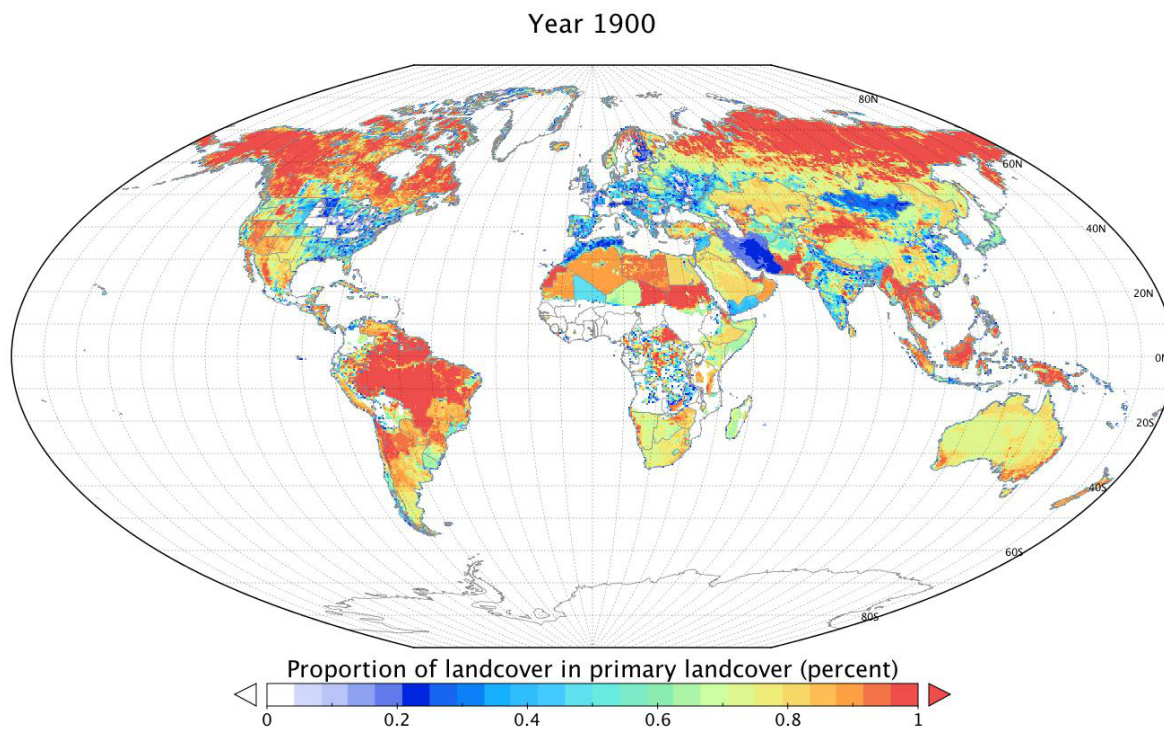 Year 1900
80N
60N
40N
20N
0N
20S
40S
60S
80S
Proportion of landcover in primary landcover (percent)
0 0.2 0.4 0.6 0.8 1